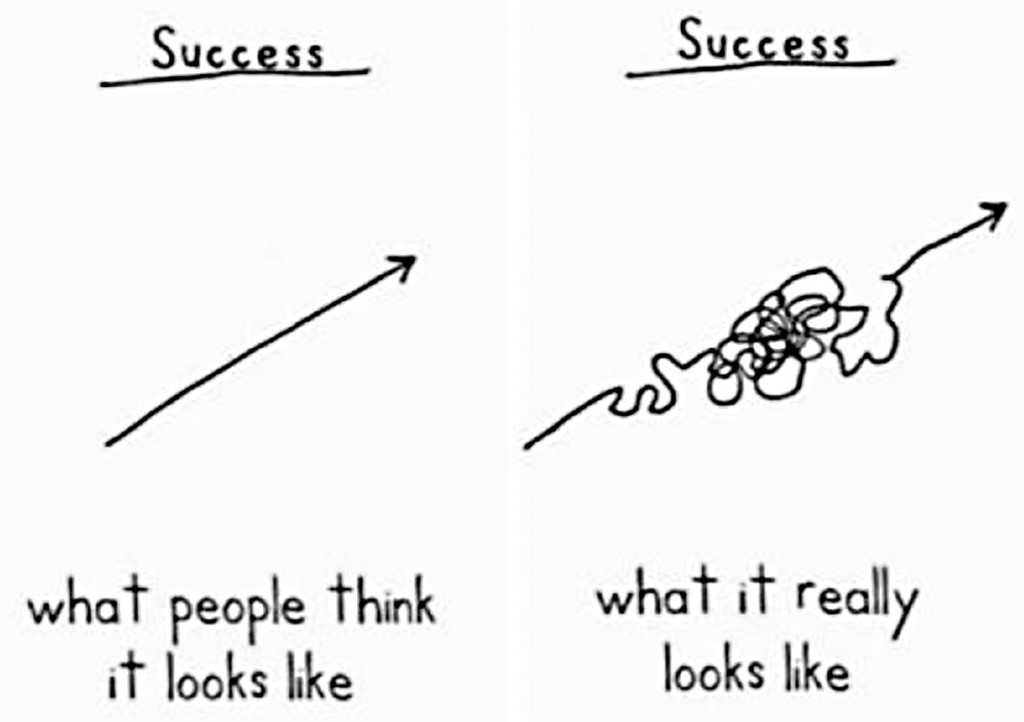 Success
what people think
it looks like
Success
what it really
looks like